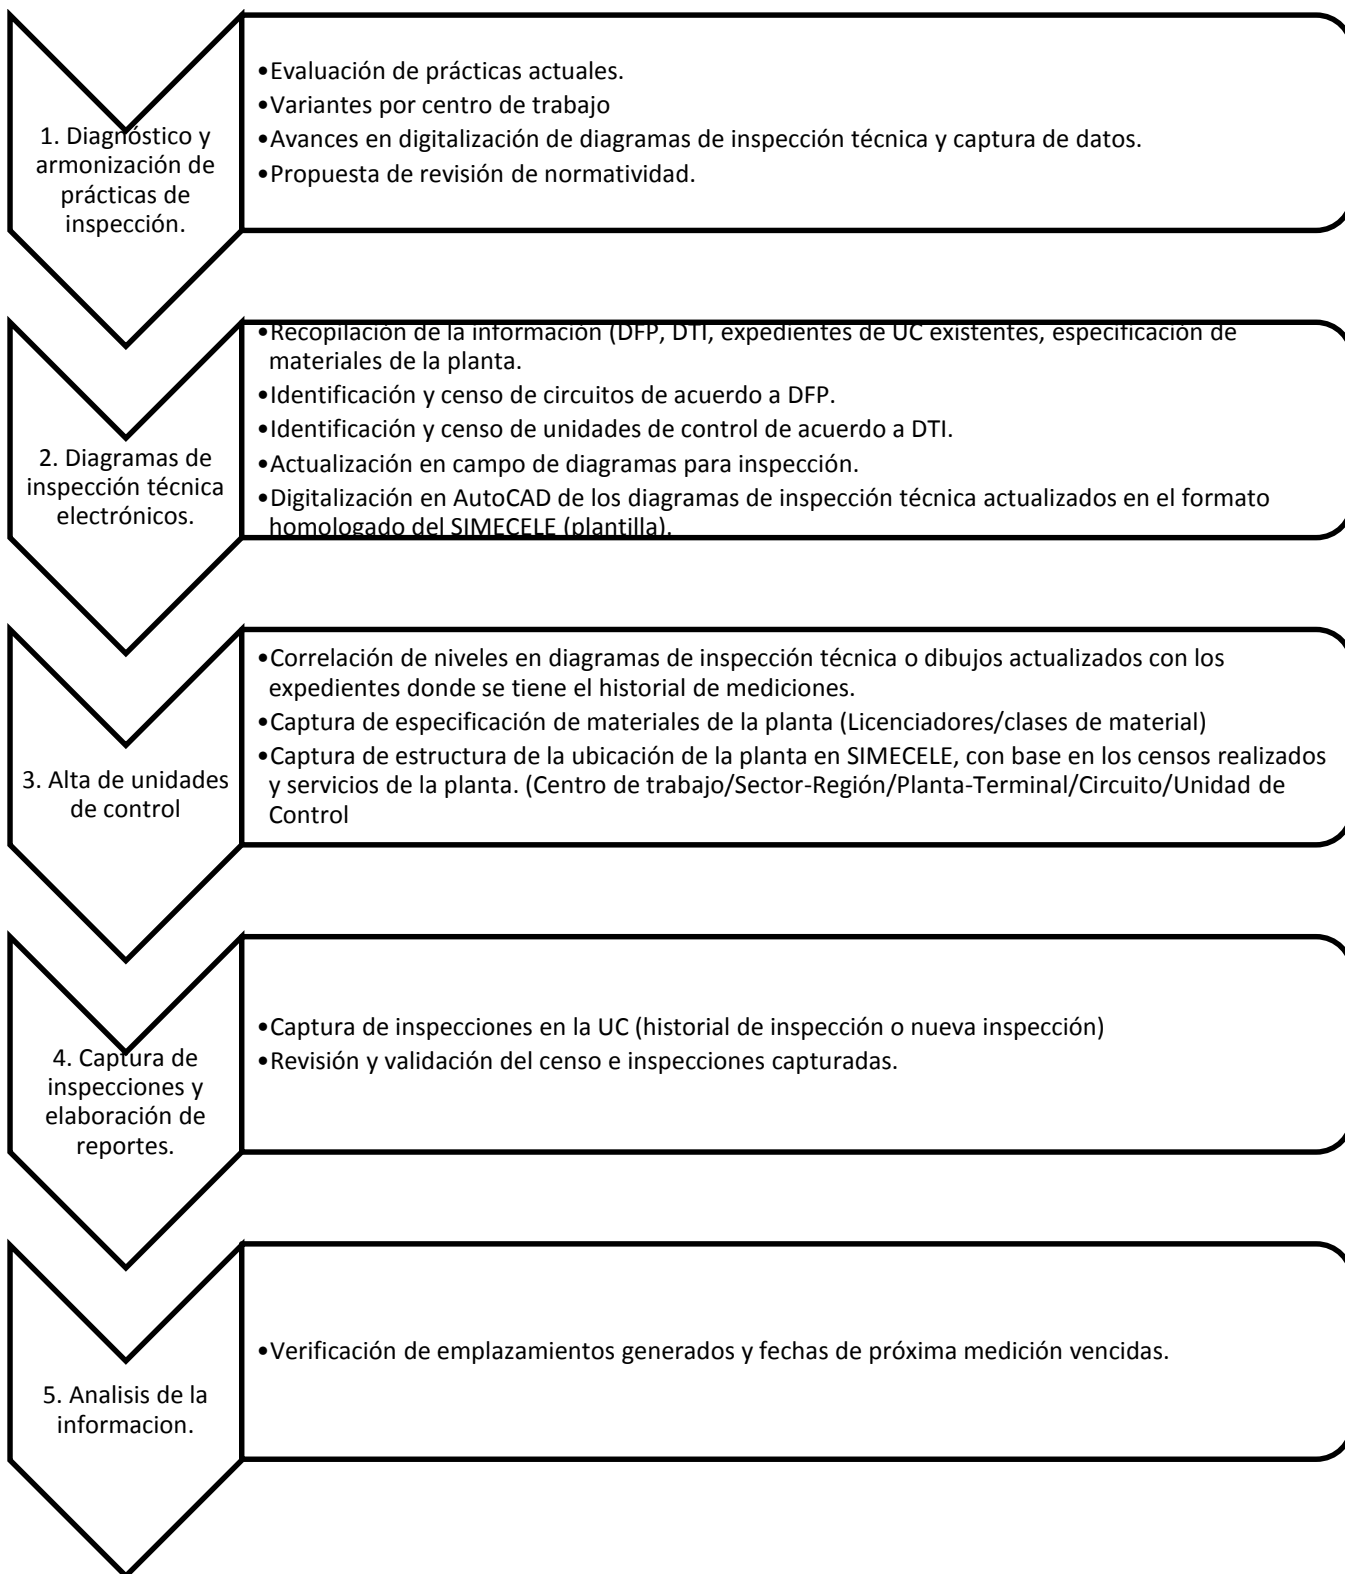 1. Diagnóstico y
armonización de
prácticas de
inspección.
•Evaluación de prácticas actuales.
•Variantes por centro de trabajo
•Avances en digitalización de diagramas de inspección técnica y captura de datos.
•Propuesta de revisión de normatividad.
2. Diagramas de
inspección técnica
electrónicos.
•Recopilación de la información (DFP, DTI, expedientes de UC existentes, especificación de
materiales de la planta.
•Identificación y censo de circuitos de acuerdo a DFP.
•Identificación y censo de unidades de control de acuerdo a DTI.
•Actualización en campo de diagramas para inspección.
•Digitalización en AutoCAD de los diagramas de inspección técnica actualizados en el formato
homologado del SIMECELE (plantilla).
3. Alta de unidades
de control
•Correlación de niveles en diagramas de inspección técnica o dibujos actualizados con los
expedientes donde se tiene el historial de mediciones.
•Captura de especificación de materiales de la planta (Licenciadores/clases de material)
•Captura de estructura de la ubicación de la planta en SIMECELE, con base en los censos realizados
y servicios de la planta. (Centro de trabajo/Sector-Región/Planta-Terminal/Circuito/Unidad de
Control
4. Captura de
inspecciones y
elaboración de
reportes.
•Captura de inspecciones en la UC (historial de inspección o nueva inspección)
•Revisión y validación del censo e inspecciones capturadas.
5. Analisis de la
informacion.
•Verificación de emplazamientos generados y fechas de próxima medición vencidas.